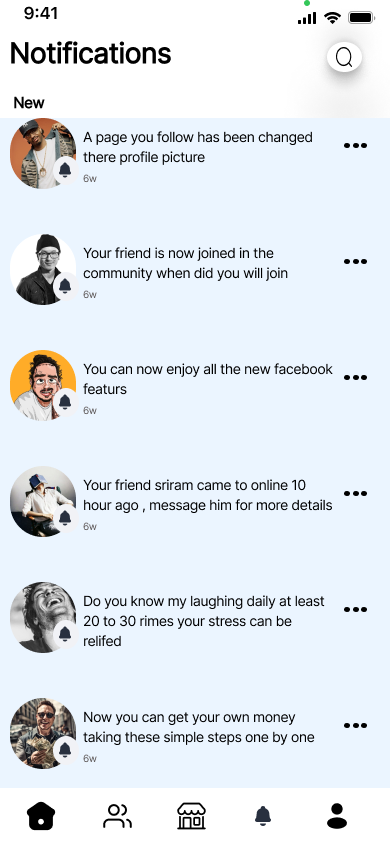 9:41
Notifications
New
A page you follow has been changed
there profile picture
6w
Your friend is now joined in the
community when did you will join
6w
You can now enjoy all the new facebook
featurs
6w
Your friend sriram came to online 10
hour ago , message him for more details
6w
Do you know my laughing daily at least
20 to 30 rimes your stress can be
relifed
Now you can get your own money
taking these simple steps one by one
6w